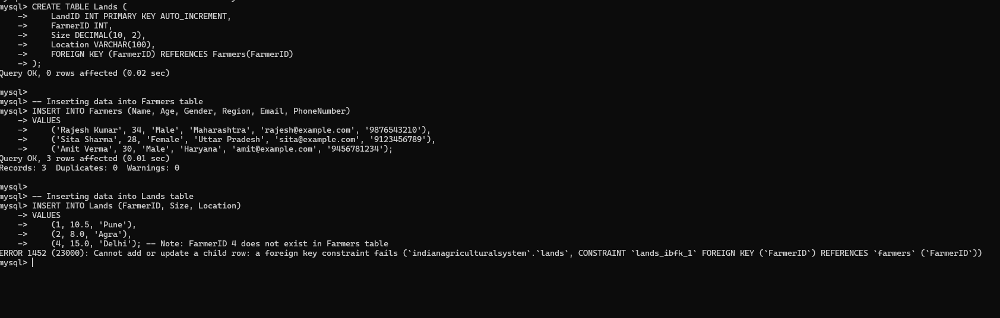 mysql> CREATE TABLE Lands (
    ->     LandID INT PRIMARY KEY AUTO_INCREMENT,
    ->     FarmerID INT,
    ->     Size DECIMAL(10, 2),
    ->     Location VARCHAR(100),
    ->     FOREIGN KEY (FarmerID) REFERENCES Farmers(FarmerID)
    -> );
Query OK, 0 rows affected (0.02 sec)

mysql>
mysql> -- Inserting data into Farmers table
mysql> INSERT INTO Farmers (Name, Age, Gender, Region, Email, PhoneNumber)
    -> VALUES
    ->     ('Rajesh Kumar', 34, 'Male', 'Maharashtra', 'rajesh@example.com', '9876543210'),
    ->     ('Sita Sharma', 28, 'Female', 'Uttar Pradesh', 'sita@example.com', '9123456789'),
    ->     ('Amit Verma', 30, 'Male', 'Haryana', 'amit@example.com', '9456781234');
Query OK, 3 rows affected (0.01 sec)
Records: 3  Duplicates: 0  Warnings: 0

mysql>
mysql> -- Inserting data into Lands table
mysql> INSERT INTO Lands (FarmerID, Size, Location)
    -> VALUES
    ->     (1, 10.5, 'Pune'),
    ->     (2, 8.0, 'Agra'),
    ->     (4, 15.0, 'Delhi'); -- Note: FarmerID 4 does not exist in Farmers table
ERROR 1452 (23000): Cannot add or update a child row: a foreign key constraint fails (`indianagriculturalsystem`.`lands`, CONSTRAINT `lands_ibfk_1` FOREIGN KEY (`FarmerID`) REFERENCES `farmers` (`FarmerID`))
mysql>